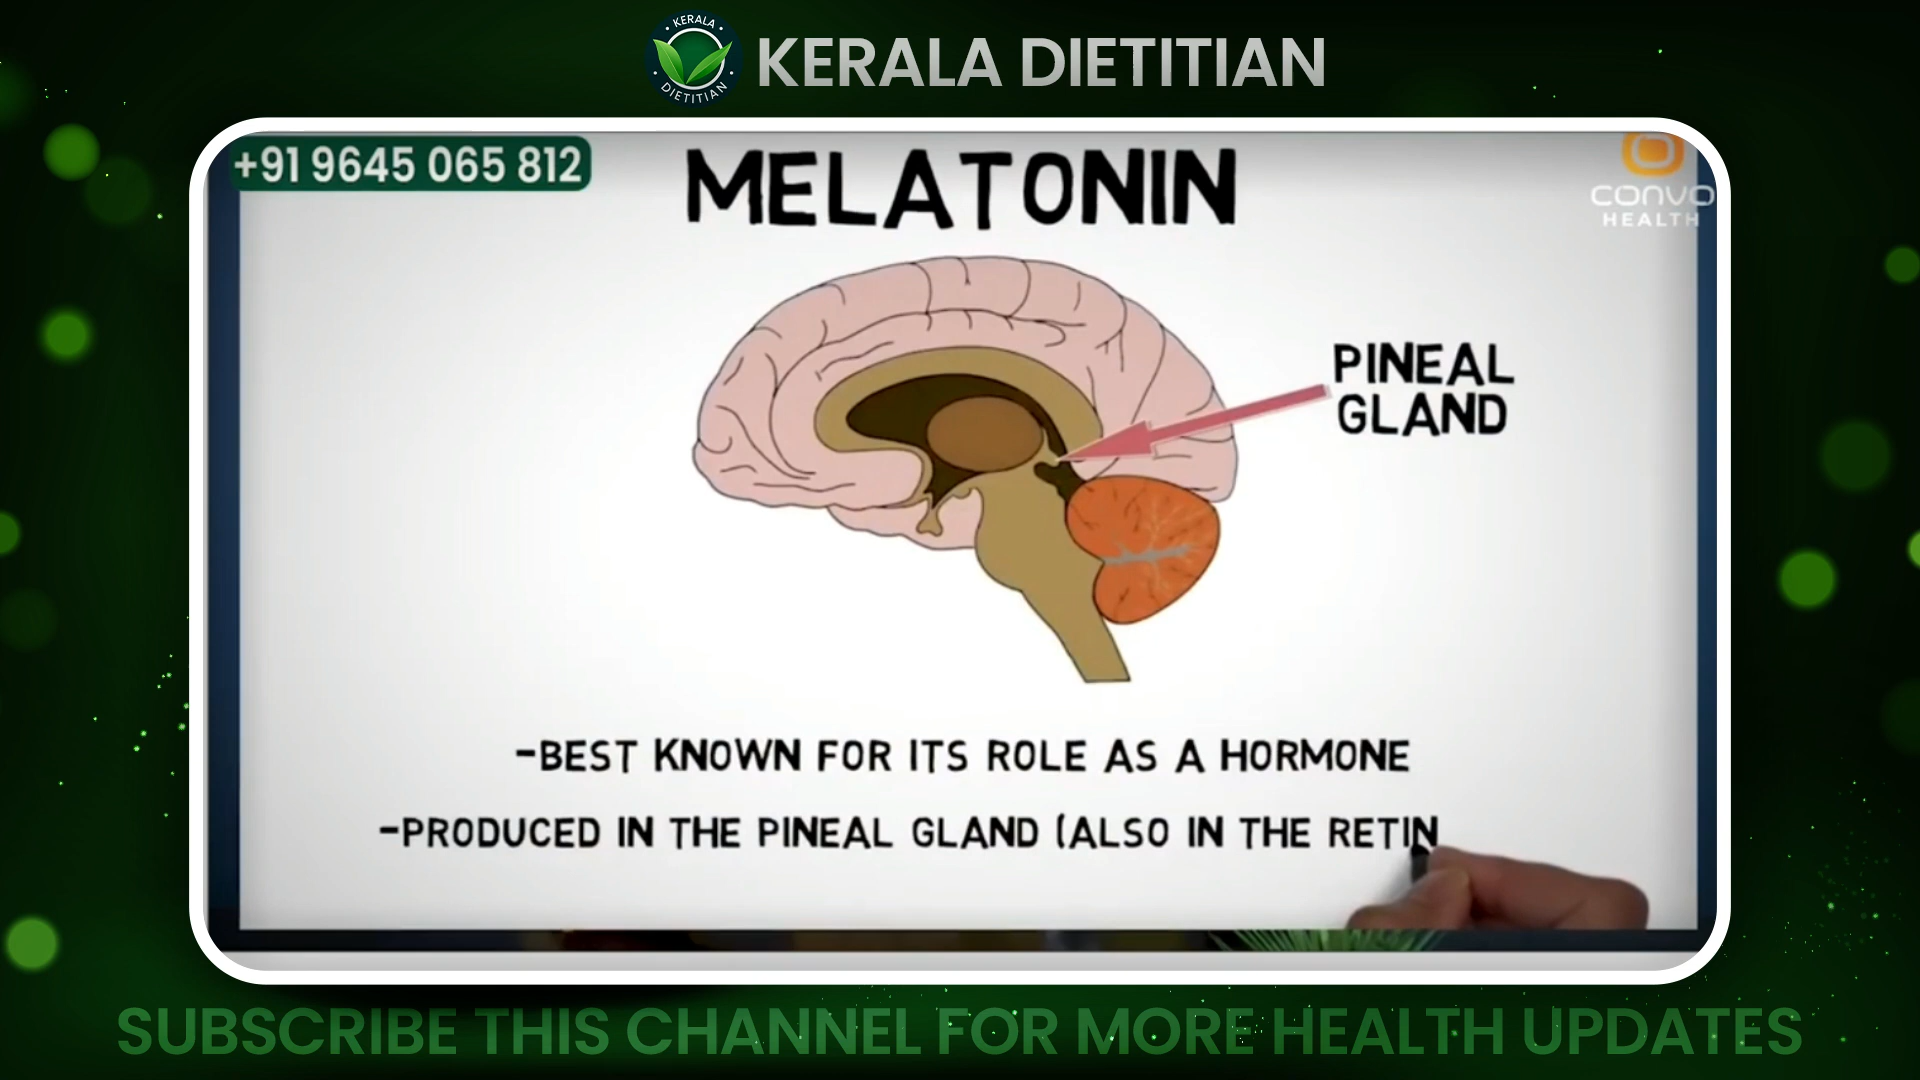 KERALA
DIETITIAN
KERALA DIETITIAN
+91 9645 065 812
MELATONIN
CONVO
HEALTH
PINEAL
GLAND
-BEST KNOWN FOR ITS ROLE AS A HORMONE
-PRODUCED IN THE PINEAL GLAND (ALSO IN THE RETIN
SUBSCRIBE THIS CHANNEL FOR MORE HEALTH UPDATES